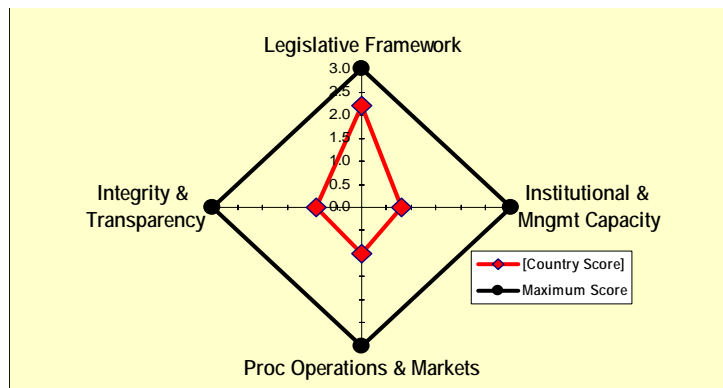 Legislative Framework
3.0
2.5
2.0
1.5
1.0
0.5
0.0
Integrity &
Transparency
Institutional &
Mngmt Capacity
[Country Score]
Maximum Score
Proc Operations & Markets